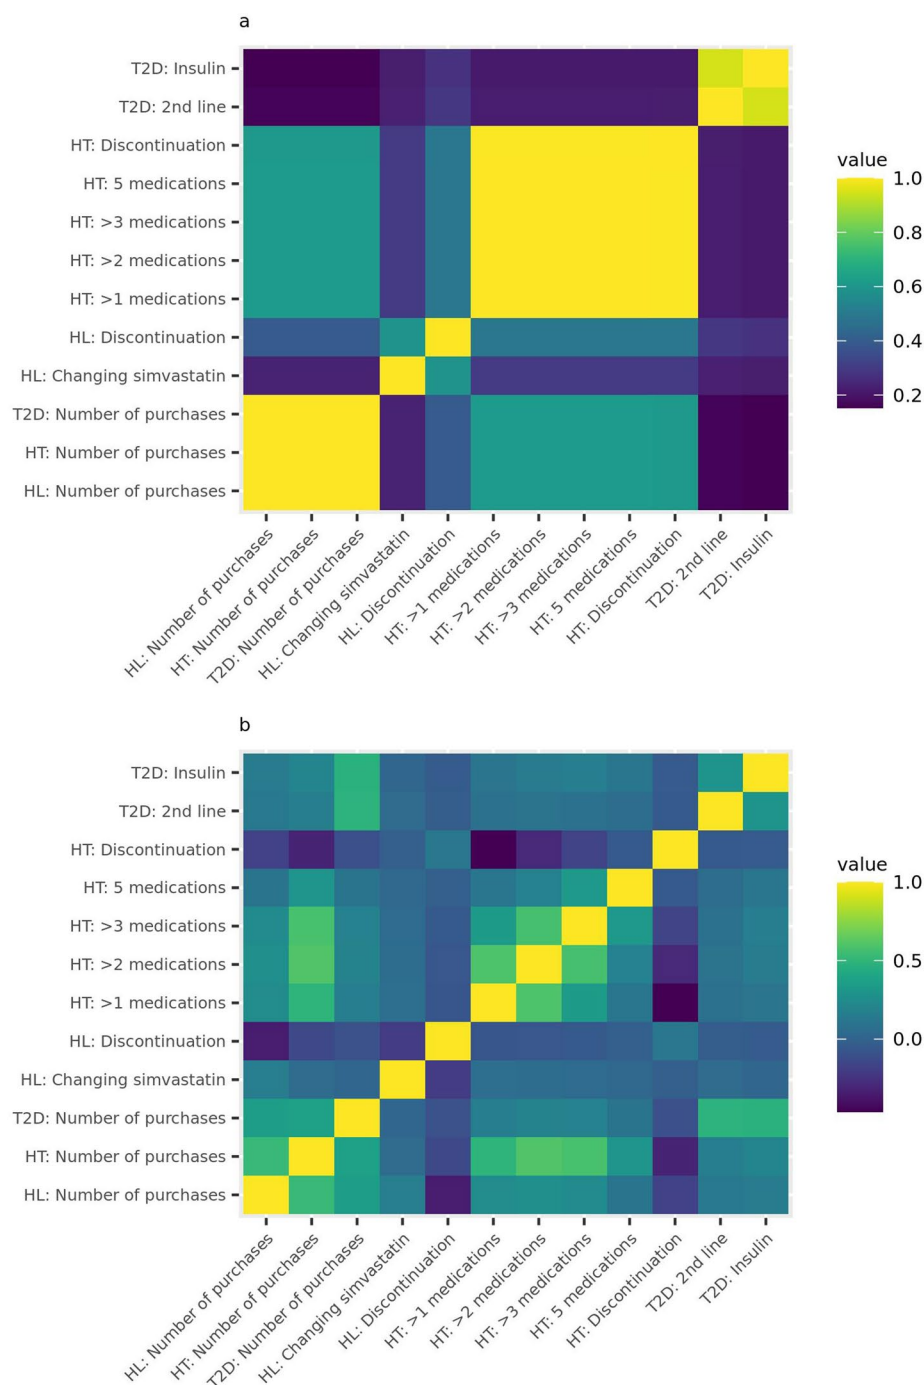 a
T2D: Insulin
T2D: 2nd line
HT: Discontinuation
HT: 5 medications
HT: >3 medications
HT: >2 medications
HT: >1 medications
HL: Discontinuation
HL: Changing simvastatin
T2D: Number of purchases
HT: Number of purchases
HL: Number of purchases
HL: Number of purchases
HT: Number of purchases
T2D: Number of purchases
HL: Changing simvastatin
HL: Discontinuation
HT: >1 medications
HT: >2 medications
HT: >3 medications
HT: 5 medications
HT: Discontinuation
T2D: 2nd line
T2D: Insulin
value
1.0
0.8
0.6
0.4
0.2
b
T2D: Insulin
T2D: 2nd line
HT: Discontinuation
HT: 5 medications
HT: >3 medications
HT: >2 medications
HT: >1 medications
HL: Discontinuation
HL: Changing simvastatin
T2D: Number of purchases
HT: Number of purchases
HL: Number of purchases
HL: Number of purchases
HT: Number of purchases
T2D: Number of purchases
HL: Changing simvastatin
HL: Discontinuation
HT: >1 medications
HT: >2 medications
HT: >3 medications
HT: 5 medications
HT: Discontinuation
T2D: 2nd line
T2D: Insulin
value
1.0
0.5
0.0